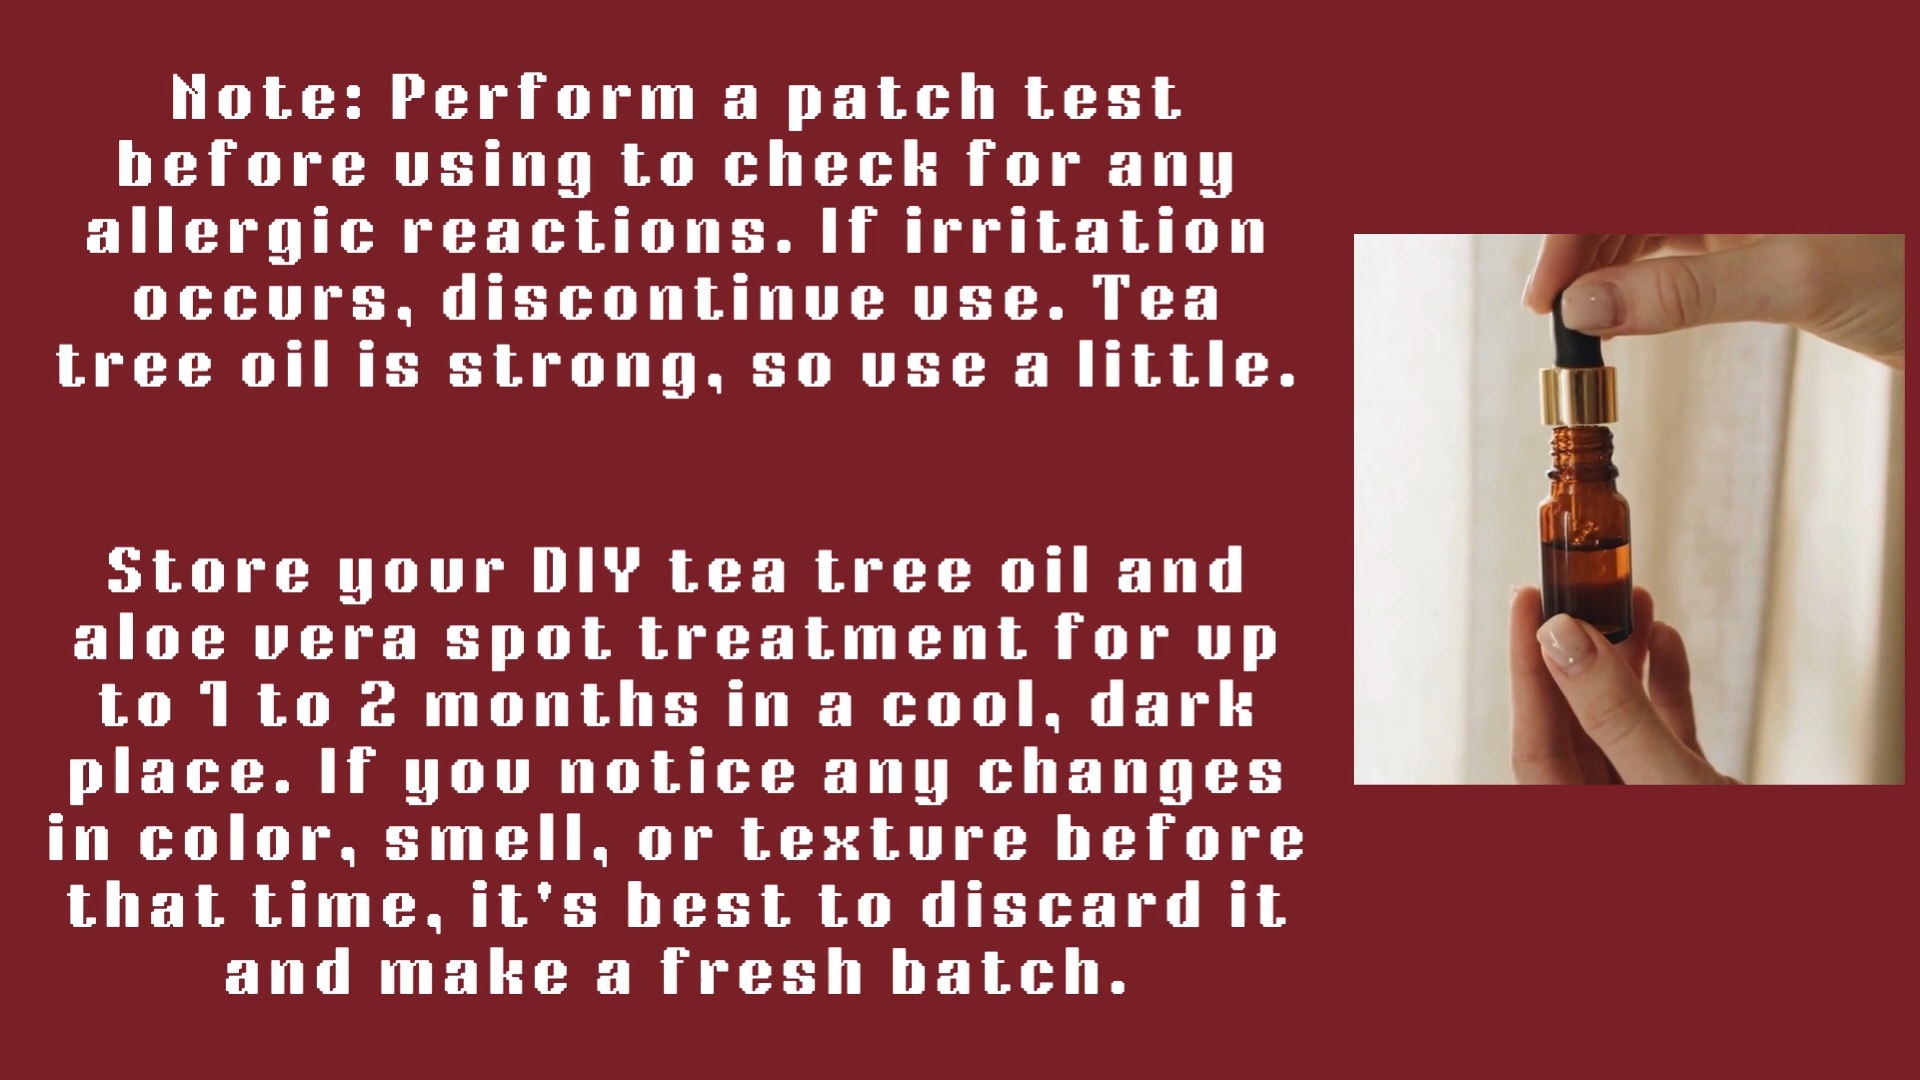 Note: Perform a patch test
before using to check for any
allergic reactions. If irritation
occurs, discontinue use. Tea
tree oil is strong, so use a little.
Store your DIY tea tree oil and
aloe vera spot treatment for up
to 1 to 2 months in a cool, dark
place. If you notice any changes
in color, smell, or texture before
that time, it's best to discard it
and make a fresh batch.